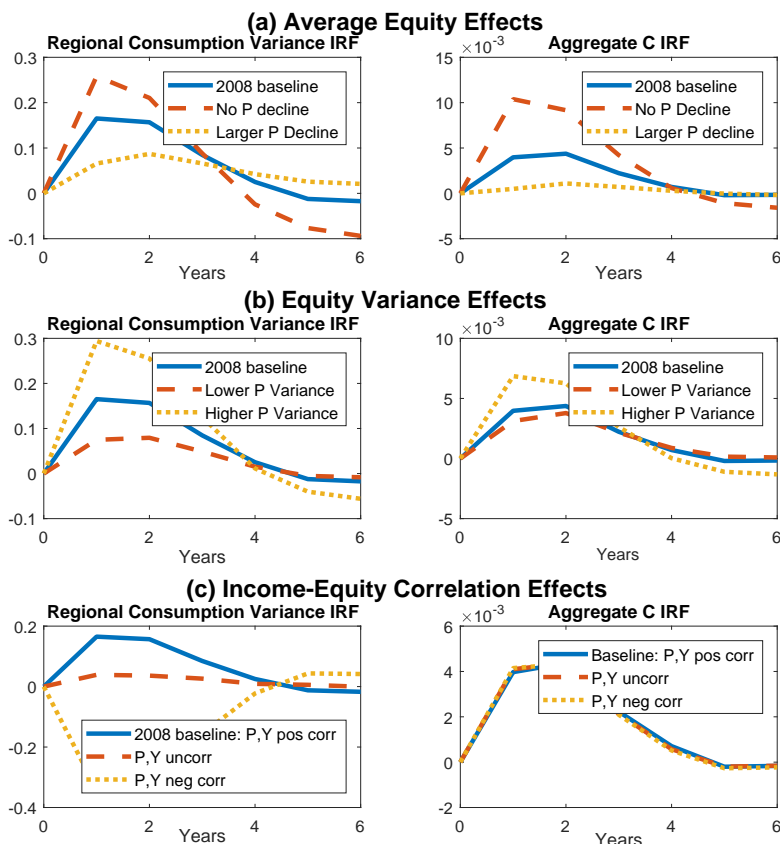 (a) Average Equity Effects
Regional Consumption Variance IRF
0.3
0.2
0.1
0
-0.1
0 2 4 6
Years
2008 baseline
No P Decline
Larger P Decline
Aggregate C IRF
×10⁻³
15
10
5
0
-5
0 2 4 6
Years
2008 baseline
No P decline
Larger P decline
(b) Equity Variance Effects
Regional Consumption Variance IRF
0.3
0.2
0.1
0
-0.1
0 2 4 6
Years
2008 baseline
Lower P Variance
Higher P Variance
Aggregate C IRF
×10⁻³
10
5
0
-5
0 2 4 6
Years
2008 baseline
Lower P Variance
Higher P Variance
(c) Income-Equity Correlation Effects
Regional Consumption Variance IRF
0.2
0
-0.2
-0.4
0 2 4 6
Years
2008 baseline: P,Y pos corr
P,Y uncorr
P,Y neg corr
Aggregate C IRF
×10⁻³
6
4
2
0
-2
0 2 4 6
Years
Baseline: P,Y pos corr
P,Y uncorr
P,Y neg corr